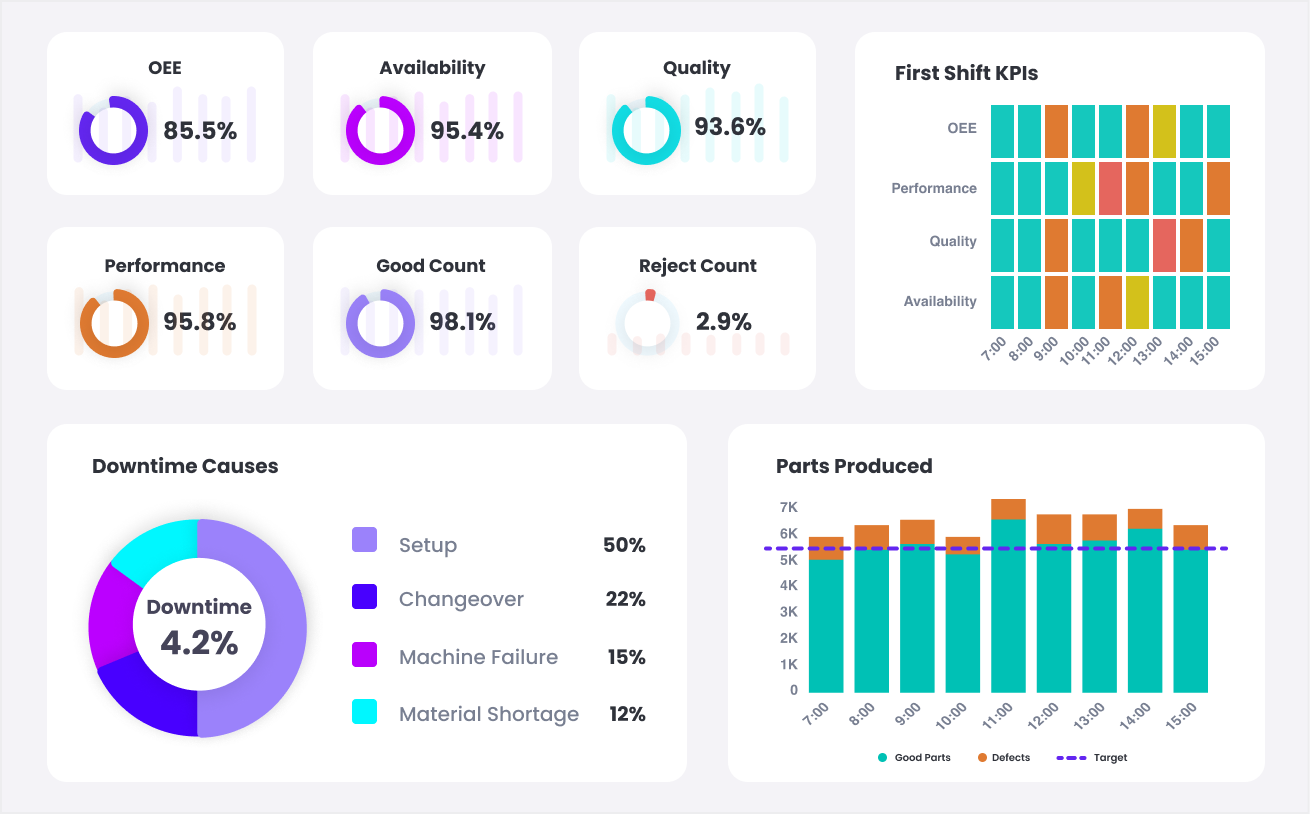 OEE
85.5%
Availability
95.4%
Quality
93.6%
Performance
95.8%
Good Count
98.1%
Reject Count
2.9%
First Shift KPIs
OEE
Performance
Quality
Availability
7:00 8:00 9:00 10:00 11:00 12:00 13:00 14:00 15:00
Downtime Causes
Downtime
4.2%
Setup 50%
Changeover 22%
Machine Failure 15%
Material Shortage 12%
Parts Produced
7K
6K
5K
4K
3K
2K
1K
0
7:00 8:00 9:00 10:00 11:00 12:00 13:00 14:00 15:00
Good Parts Defects Target